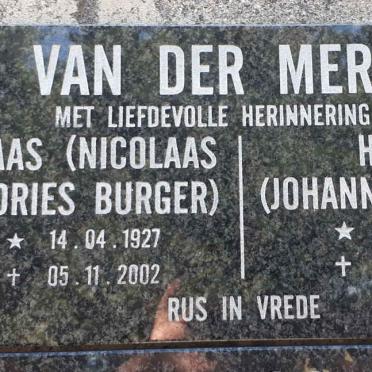 VAN DER MER
MET LIEFDEVOLLE HERINNERING
AAS (NICOLAAS
DRIES BURGER)
☆ 14.04.1927
✝ 05.11.2002
H
(JOHANN
☆
✝
RUS IN VREDE